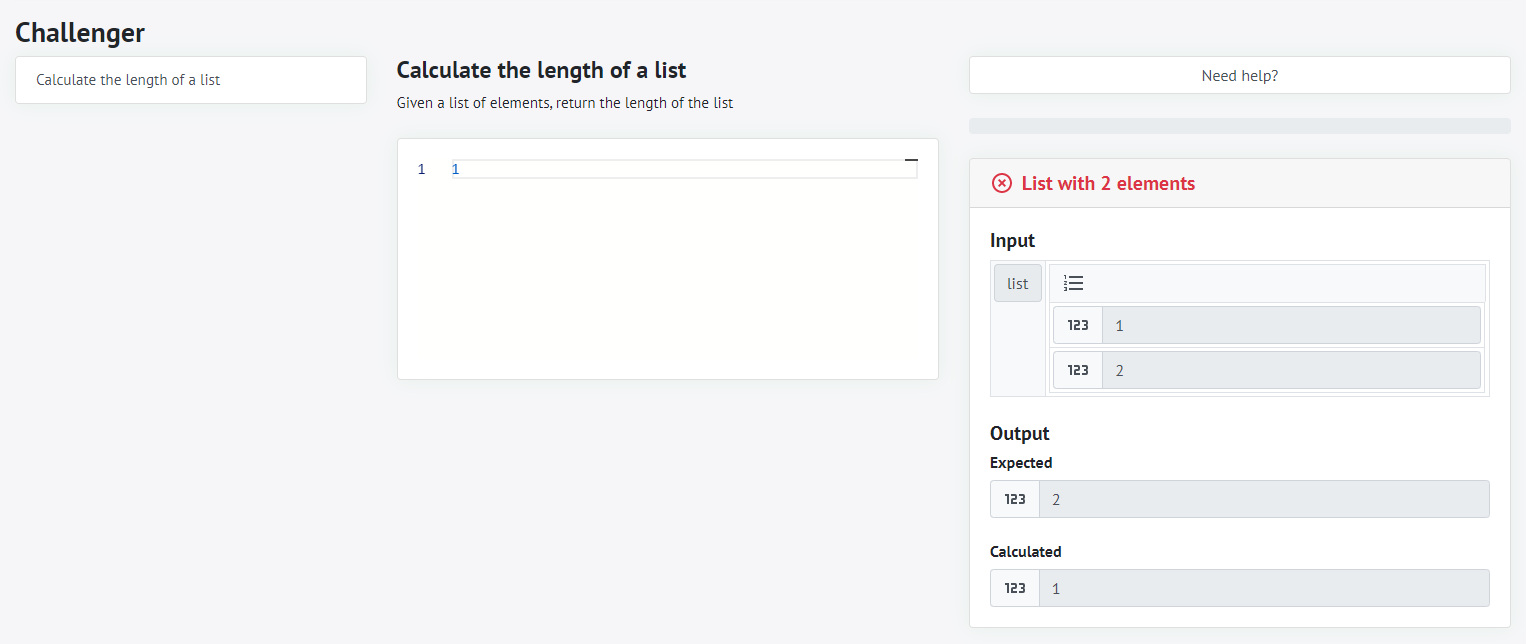 Challenger
Calculate the length of a list
Calculate the length of a list
Given a list of elements, return the length of the list
1 1
Need help?
List with 2 elements
Input
list
123 1
123 2
Output
Expected
123 2
Calculated
123 1